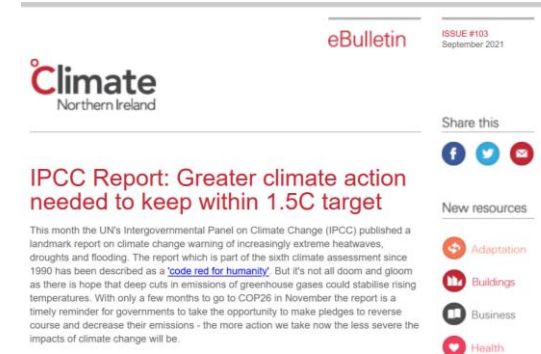 eBulletin
ISSUE #103
September 2021
Climate
Northern Ireland
Share this
IPCC Report: Greater climate action
needed to keep within 1.5C target
This month the UN's Intergovernmental Panel on Climate Change (IPCC) published a
landmark report on climate change warning of increasingly extreme heatwaves,
droughts and flooding. The report which is part of the sixth climate assessment since
1990 has been described as a 'code red for humanity'. But it's not all doom and gloom
as there is hope that deep cuts in emissions of greenhouse gases could stabilise rising
temperatures. With only a few months to go to COP26 in November the report is a
timely reminder for governments to take the opportunity to make pledges to reverse
course and decrease their emissions - the more action we take now the less severe the
impacts of climate change will be.
New resources
Adaptation
Buildings
Business
Health